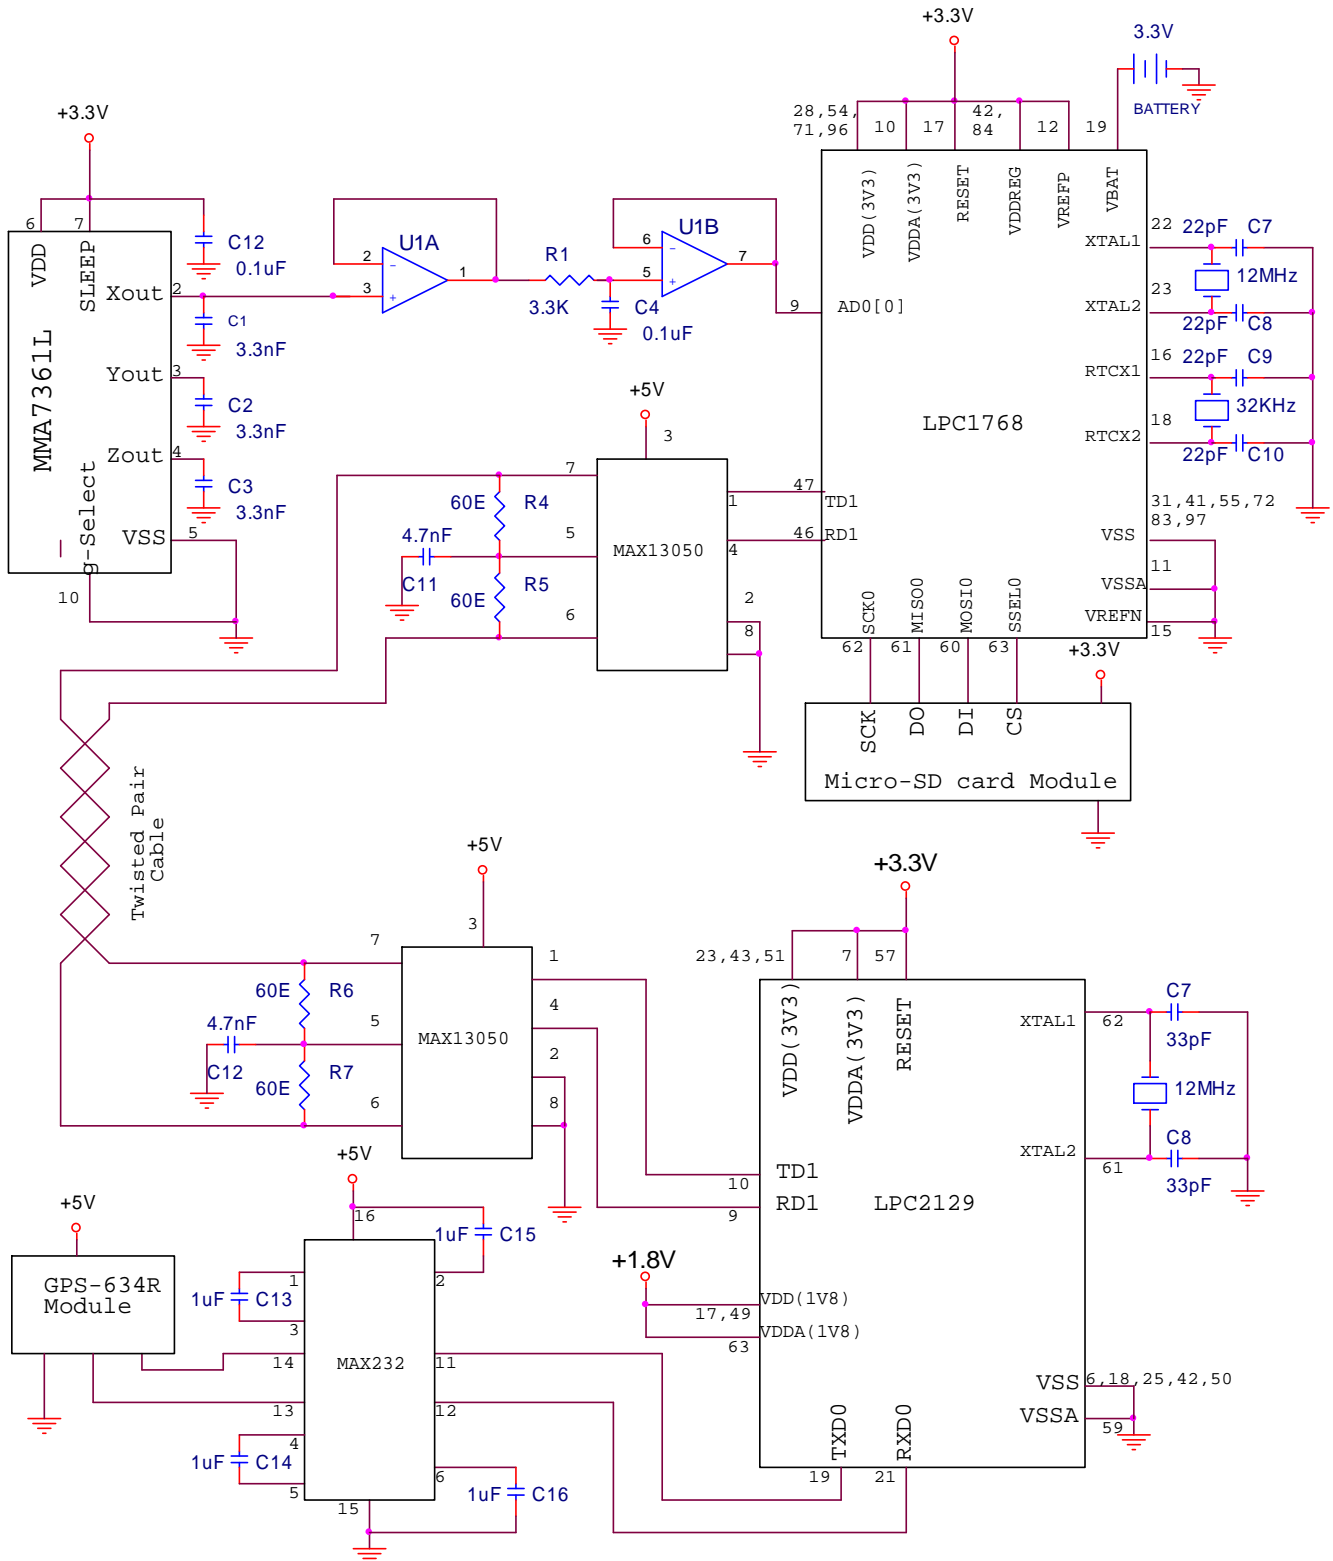 +3.3V
3.3V
BATTERY
28,54,
71,96
10
17
42,
84
12
19
VDD(3V3)
VDDA(3V3)
RESET
VDDREG
VREFP
VBAT
+3.3V
6
7
VDD
SLEEP
C12
0.1uF
Xout
2
C1
3.3nF
Yout
3
C2
3.3nF
Zout
4
C3
3.3nF
VSS
5
MMA7361L
g-Select
10
2
3
1
U1A
R1
3.3K
C4
0.1uF
6
5
7
U1B
9
AD0[0]
LPC1768
22
XTAL1
22pF
C7
12MHz
23
XTAL2
22pF
C8
16
RTCX1
22pF
C9
32KHz
18
RTCX2
22pF
C10
31,41,55,72
83,97
VSS
11
VSSA
VREFN
15
+5V
3
7
60E
R4
4.7nF
5
C11
R5
60E
6
MAX13050
1
4
2
8
47
TD1
46
RD1
SCK0
MISO0
MOSI0
SSEL0
62
61
60
63
+3.3V
SCK
DO
DI
CS
Micro-SD card Module
Twisted Pair
Cable
+5V
3
7
60E
R6
4.7nF
5
C12
60E
R7
6
MAX13050
1
4
2
8
+3.3V
23,43,51
7
57
VDD(3V3)
VDDA(3V3)
RESET
XTAL1
62
C7
33pF
12MHz
XTAL2
61
C8
33pF
TD1
10
RD1
9
LPC2129
+1.8V
VDD(1V8)
17,49
VDDA(1V8)
63
VSS
6,18,25,42,50
VSSA
59
TXD0
RXD0
19
21
+5V
16
1uF
C15
2
+5V
GPS-634R
Module
1
1uF
C13
3
14
MAX232
11
13
12
4
1uF
C14
5
6
15
1uF
C16